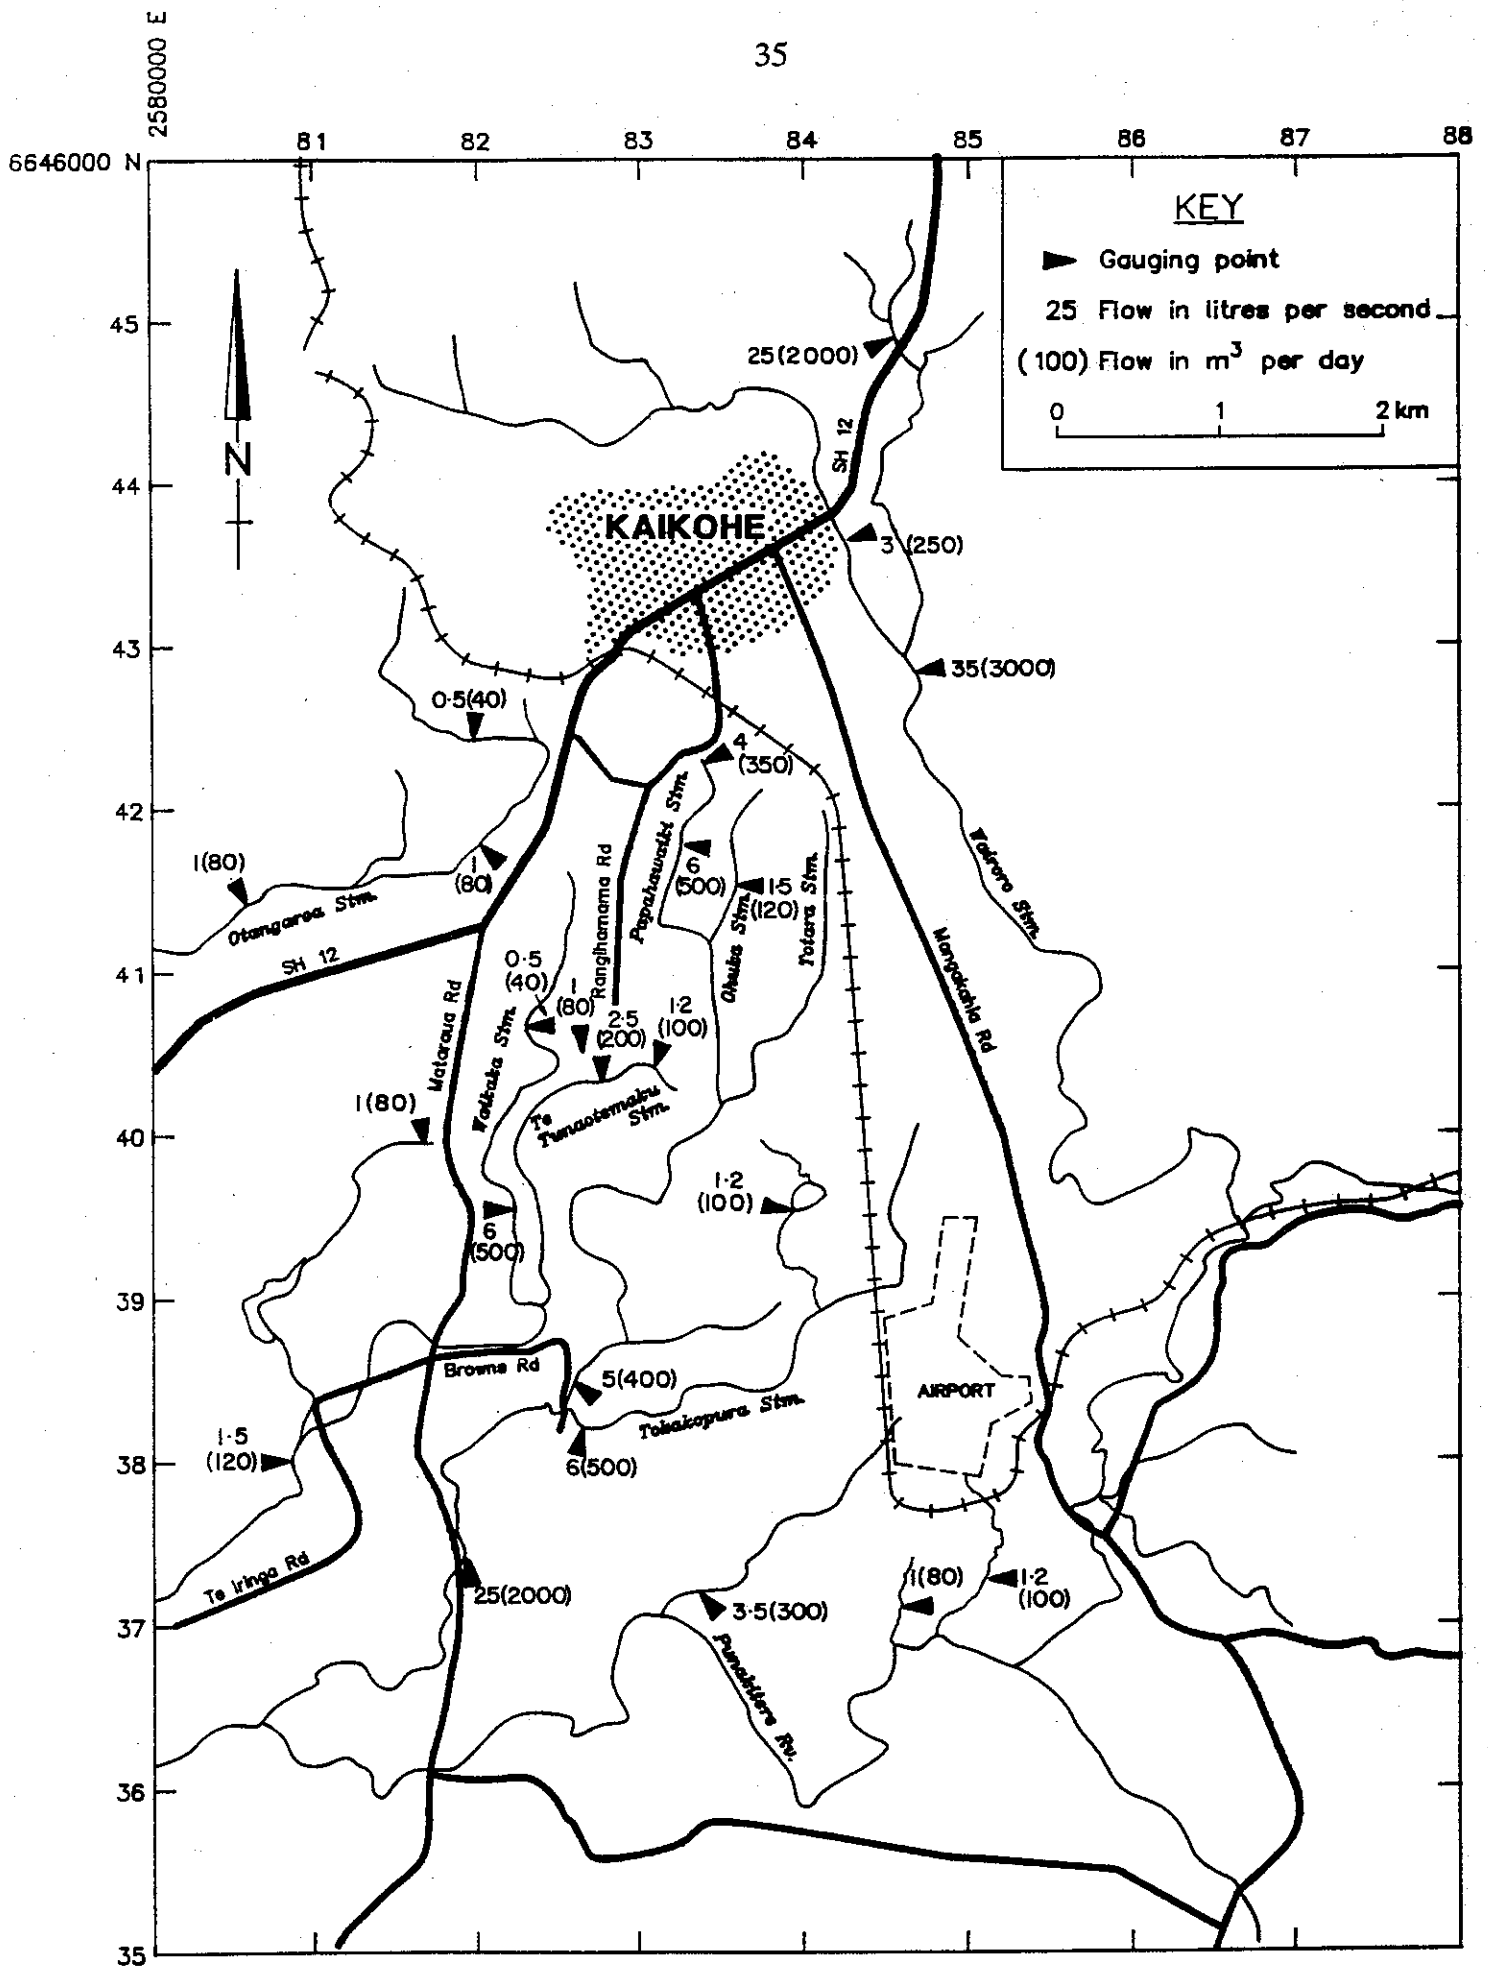 35
2580000 E
81 82 83 84 85 86 87 88
6646000 N
KEY
Gauging point
25 Flow in litres per second
(100) Flow in m³ per day
0 1 2 km
45
25(2000)
N
SH 12
44
KAIKOHE
3 (250)
43
35(3000)
0·5(40)
4
(350)
42
1(80)
1
(80)
6
(500)
1·5
(120)
Papahawaiki Stm.
Rangihamama Rd
Ohuka Stm.
Totara Stm.
Wairoro Stm.
Otangaroa Stm.
SH 12
41
Mataraua Rd
Waikaka Stm.
0·5
(40)
1
(80)
2·5
(200)
1·2
(100)
Mangakahia Rd
1(80)
Te
Tunaotemaku
Stm.
40
1·2
(100)
6
(500)
39
Browns Rd
5(400)
AIRPORT
Tokakopura Stm.
1·5
(120)
38
6(500)
Te Iringa Rd
25(2000)
1(80)
1·2
(100)
3·5(300)
37
Punakitere Rv.
36
35